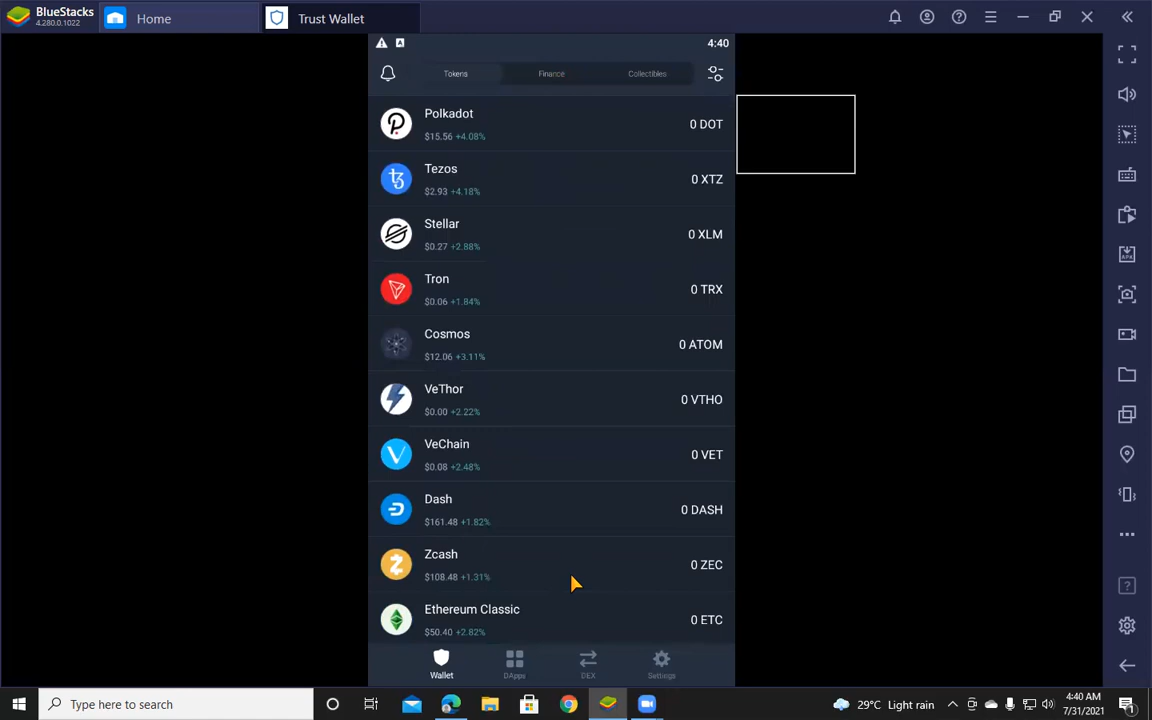 BlueStacks
4.280.0.1022
Home
Trust Wallet
4:40
Tokens
Finance
Collectibles
Polkadot
$15.56 +4.08%
0 DOT
Tezos
$2.93 +4.18%
0 XTZ
Stellar
$0.27 +2.88%
0 XLM
Tron
$0.06 +1.84%
0 TRX
Cosmos
$12.06 +3.11%
0 ATOM
VeThor
$0.00 +2.22%
0 VTHO
VeChain
$0.08 +2.48%
0 VET
Dash
$161.48 +1.82%
0 DASH
Zcash
$108.48 +1.31%
0 ZEC
Ethereum Classic
$50.40 +2.82%
0 ETC
Wallet
DApps
DEX
Settings
Type here to search
29°C Light rain
4:40 AM
7/31/2021